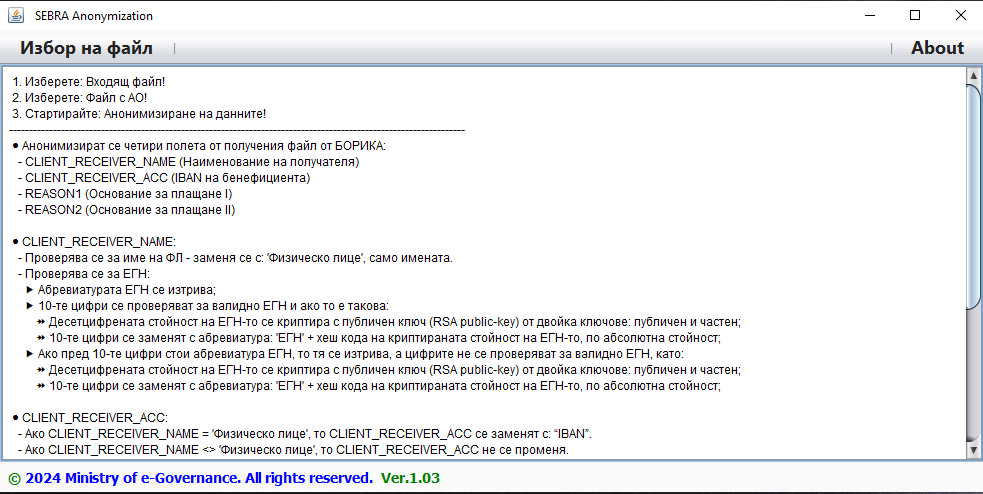 SEBRA Anonymization
Избор на файл
About
1. Изберете: Входящ файл!
2. Изберете: Файл с АО!
3. Стартирайте: Анонимизиране на данните!
--------------------------------------------------------------------------------------------------------------------
● Анонимизират се четири полета от получения файл от БОРИКА:
- CLIENT_RECEIVER_NAME (Наименование на получателя)
- CLIENT_RECEIVER_ACC (IBAN на бенефициента)
- REASON1 (Основание за плащане I)
- REASON2 (Основание за плащане II)
● CLIENT_RECEIVER_NAME:
- Проверява се за име на ФЛ - заменя се с: 'Физическо лице', само имената.
- Проверява се за ЕГН:
► Абревиатурата ЕГН се изтрива;
► 10-те цифри се проверяват за валидно ЕГН и ако то е такова:
↠ Десетцифрената стойност на ЕГН-то се криптира с публичен ключ (RSA public-key) от двойка ключове: публичен и частен;
↠ 10-те цифри се заменят с абревиатура: 'ЕГН' + хеш кода на криптираната стойност на ЕГН-то, по абсолютна стойност;
► Ако пред 10-те цифри стои абревиатура ЕГН, то тя се изтрива, а цифрите не се проверяват за валидно ЕГН, като:
↠ Десетцифрената стойност на ЕГН-то се криптира с публичен ключ (RSA public-key) от двойка ключове: публичен и частен;
↠ 10-те цифри се заменят с абревиатура: 'ЕГН' + хеш кода на криптираната стойност на ЕГН-то, по абсолютна стойност;
● CLIENT_RECEIVER_ACC:
- Ако CLIENT_RECEIVER_NAME = 'Физическо лице', то CLIENT_RECEIVER_ACC се заменят с: “IBAN”.
- Ако CLIENT_RECEIVER_NAME <> 'Физическо лице', то CLIENT_RECEIVER_ACC не се променя.
© 2024 Ministry of e-Governance. All rights reserved. Ver.1.03